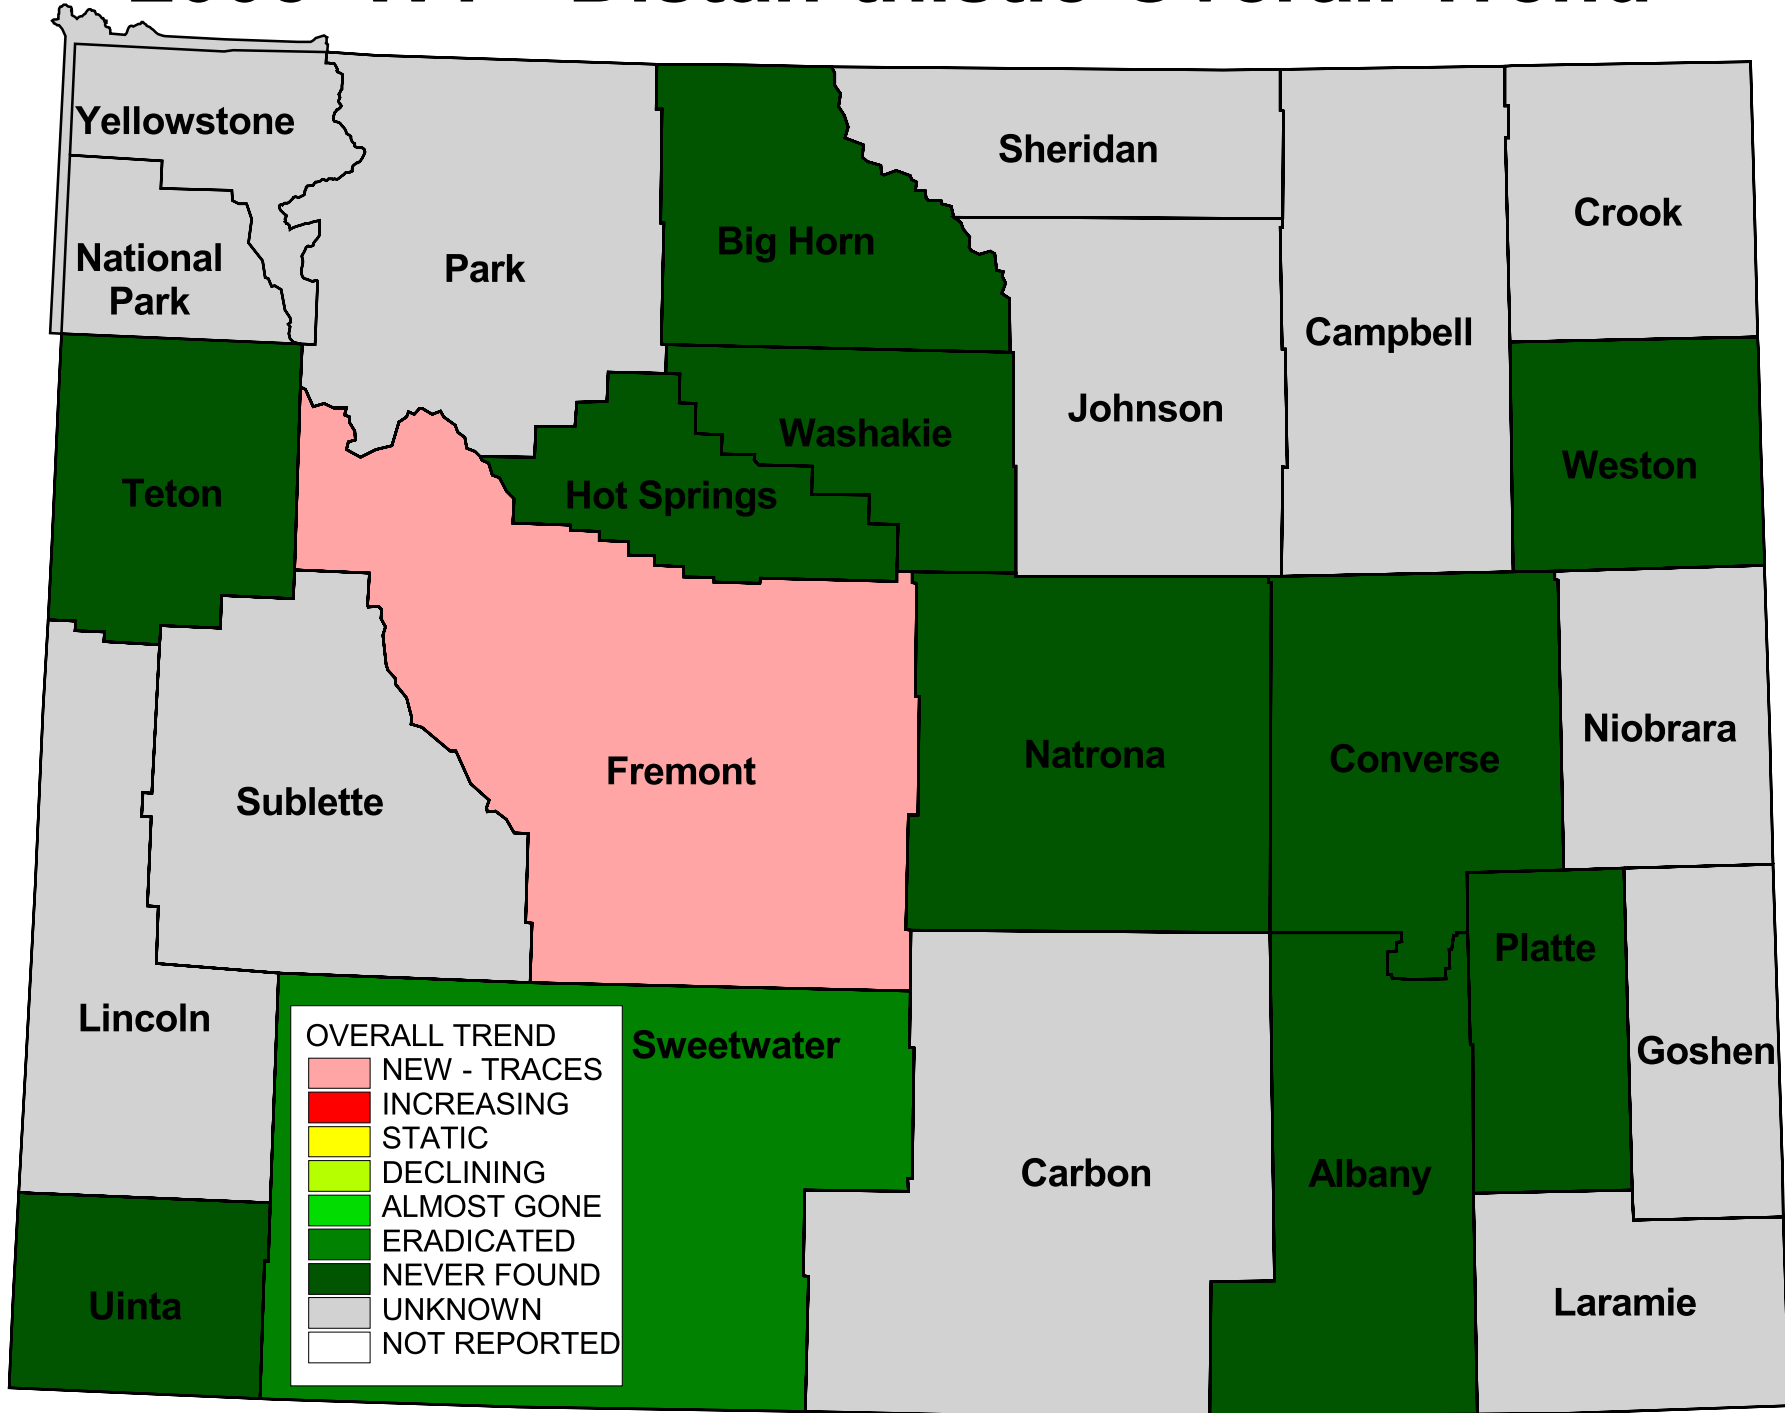 Yellowstone
National
Park
Park
Big Horn
Sheridan
Crook
Campbell
Johnson
Washakie
Hot Springs
Teton
Weston
Fremont
Natrona
Converse
Niobrara
Sublette
Platte
Lincoln
Sweetwater
Goshen
Carbon
Albany
Uinta
Laramie
OVERALL TREND
NEW - TRACES
INCREASING
STATIC
DECLINING
ALMOST GONE
ERADICATED
NEVER FOUND
UNKNOWN
NOT REPORTED